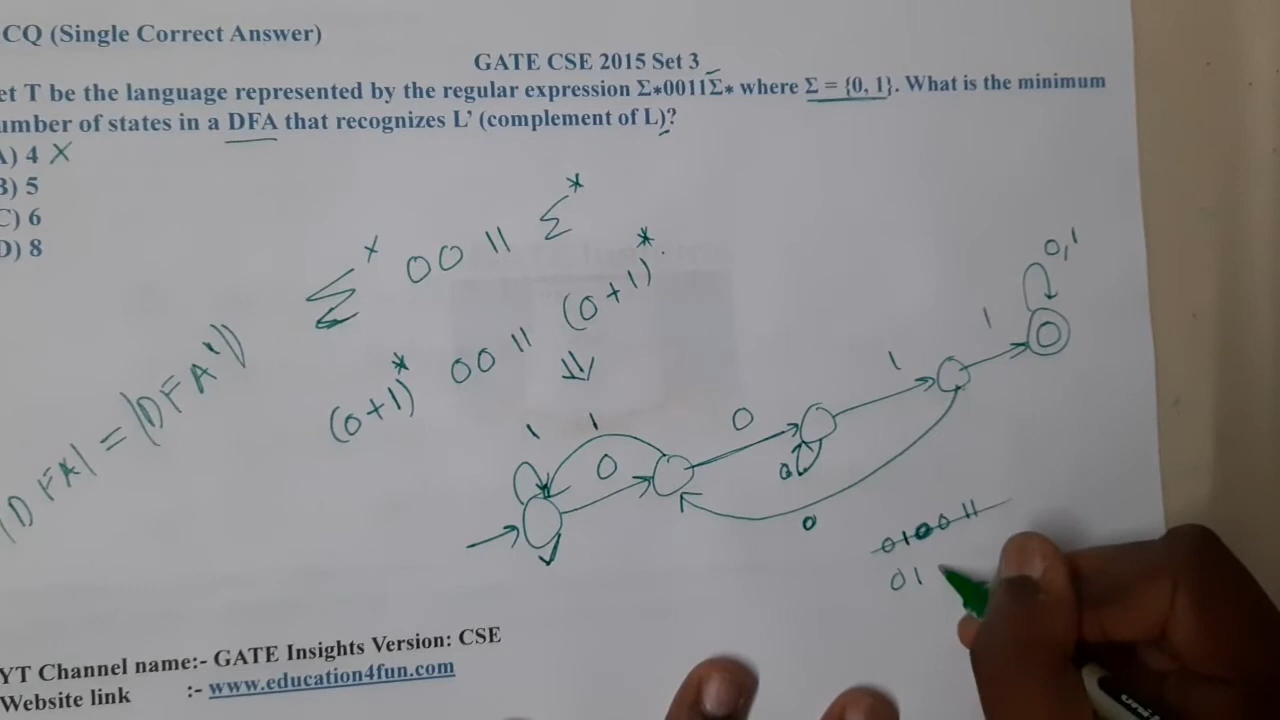 CQ (Single Correct Answer)
GATE CSE 2015 Set 3
et T be the language represented by the regular expression Σ*0011Σ* where Σ = {0, 1}. What is the minimum
umber of states in a DFA that recognizes L' (complement of L)?
A) 4 X
B) 5
C) 6
D) 8
Σ* 0011 Σ*
(0+1)* 0011 (0+1)*.
|DFA| = |DFA'|
1
1
0
0
0
1
0
1
0,1
010011
01
YT Channel name:- GATE Insights Version: CSE
Website link :- www.education4fun.com